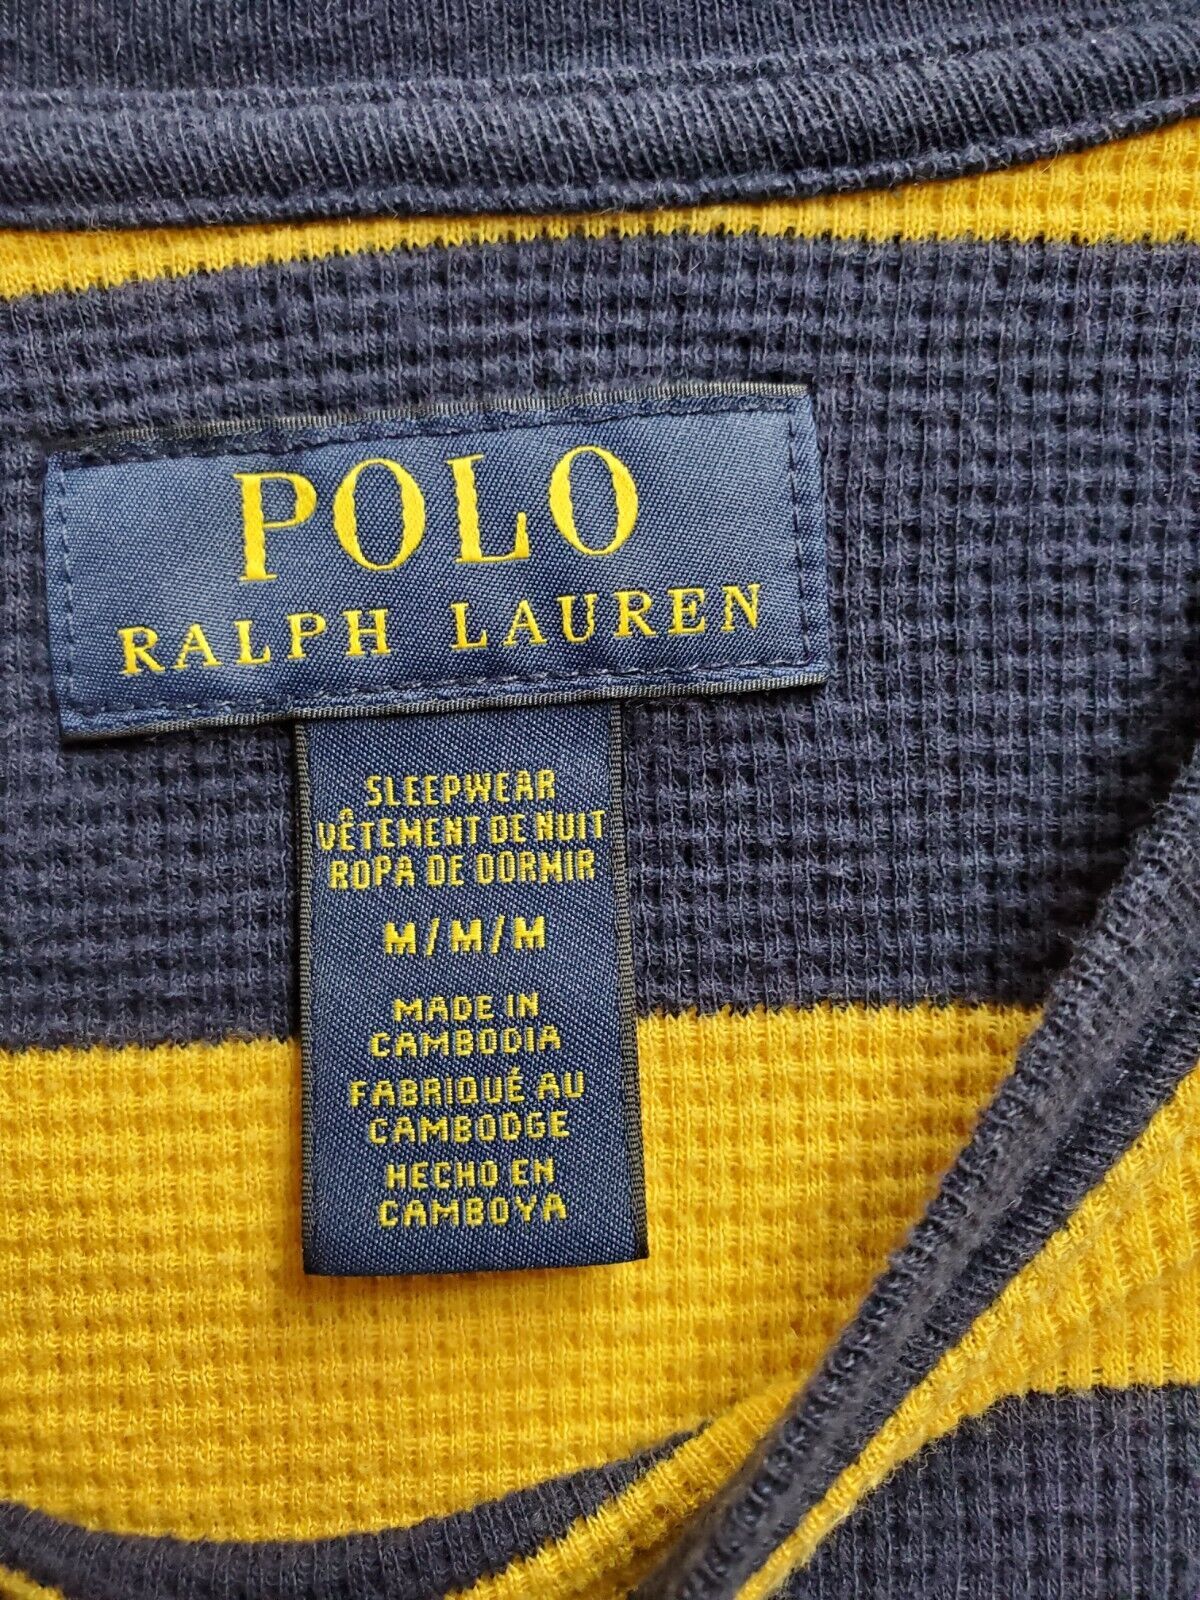 POLO
RALPH LAUREN
SLEEPWEAR
VÊTEMENT DE NUIT
ROPA DE DORMIR
M/M/M
MADE IN
CAMBODIA
FABRIQUÉ AU
CAMBODGE
HECHO EN
CAMBOYA